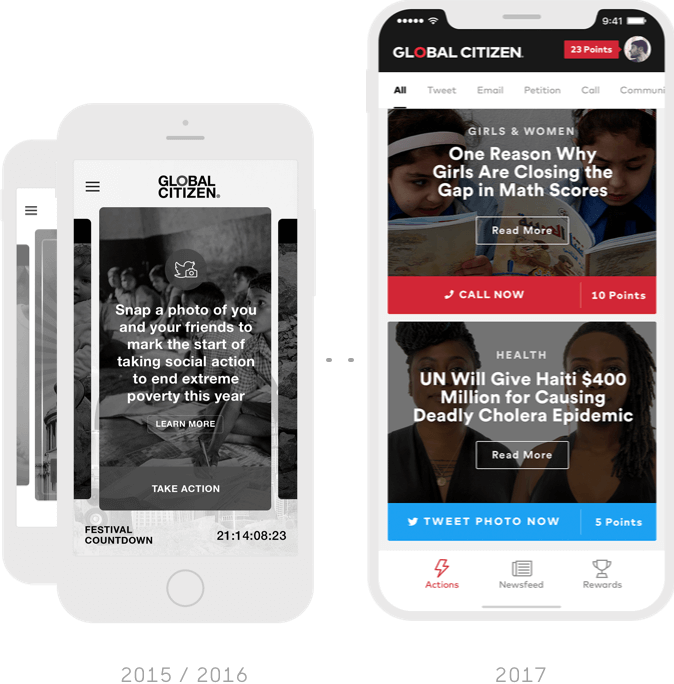 GLOBAL
CITIZEN®
Snap a photo of you
and your friends to
mark the start of
taking social action
to end extreme
poverty this year
LEARN MORE
TAKE ACTION
FESTIVAL
COUNTDOWN
21:14:08:23
2015 / 2016
9:41
GLOBAL CITIZEN.
23 Points
All Tweet Email Petition Call Communi
GIRLS & WOMEN
One Reason Why
Girls Are Closing the
Gap in Math Scores
Read More
CALL NOW 10 Points
HEALTH
UN Will Give Haiti $400
Million for Causing
Deadly Cholera Epidemic
Read More
TWEET PHOTO NOW 5 Points
Actions Newsfeed Rewards
2017